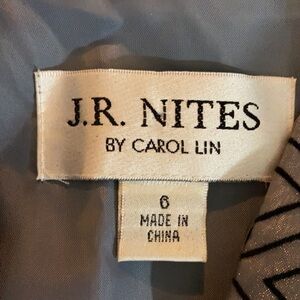 J.R. NITES
BY CAROL LIN
6
MADE IN
CHINA